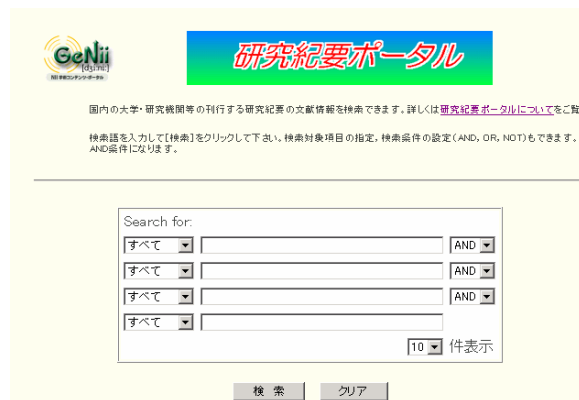 GeNii
[dʒí:ni:]
NII 学術コンテンツ・ポータル
研究紀要ポータル
国内の大学・研究機関等の刊行する研究紀要の文献情報を検索できます。詳しくは研究紀要ポータルについてをご覧
検索語を入力して[検索]をクリックして下さい。検索対象項目の指定，検索条件の設定（AND，OR，NOT）もできます。
AND条件になります。
Search for:
すべて AND
すべて AND
すべて AND
すべて
10 件表示
検 索 クリア